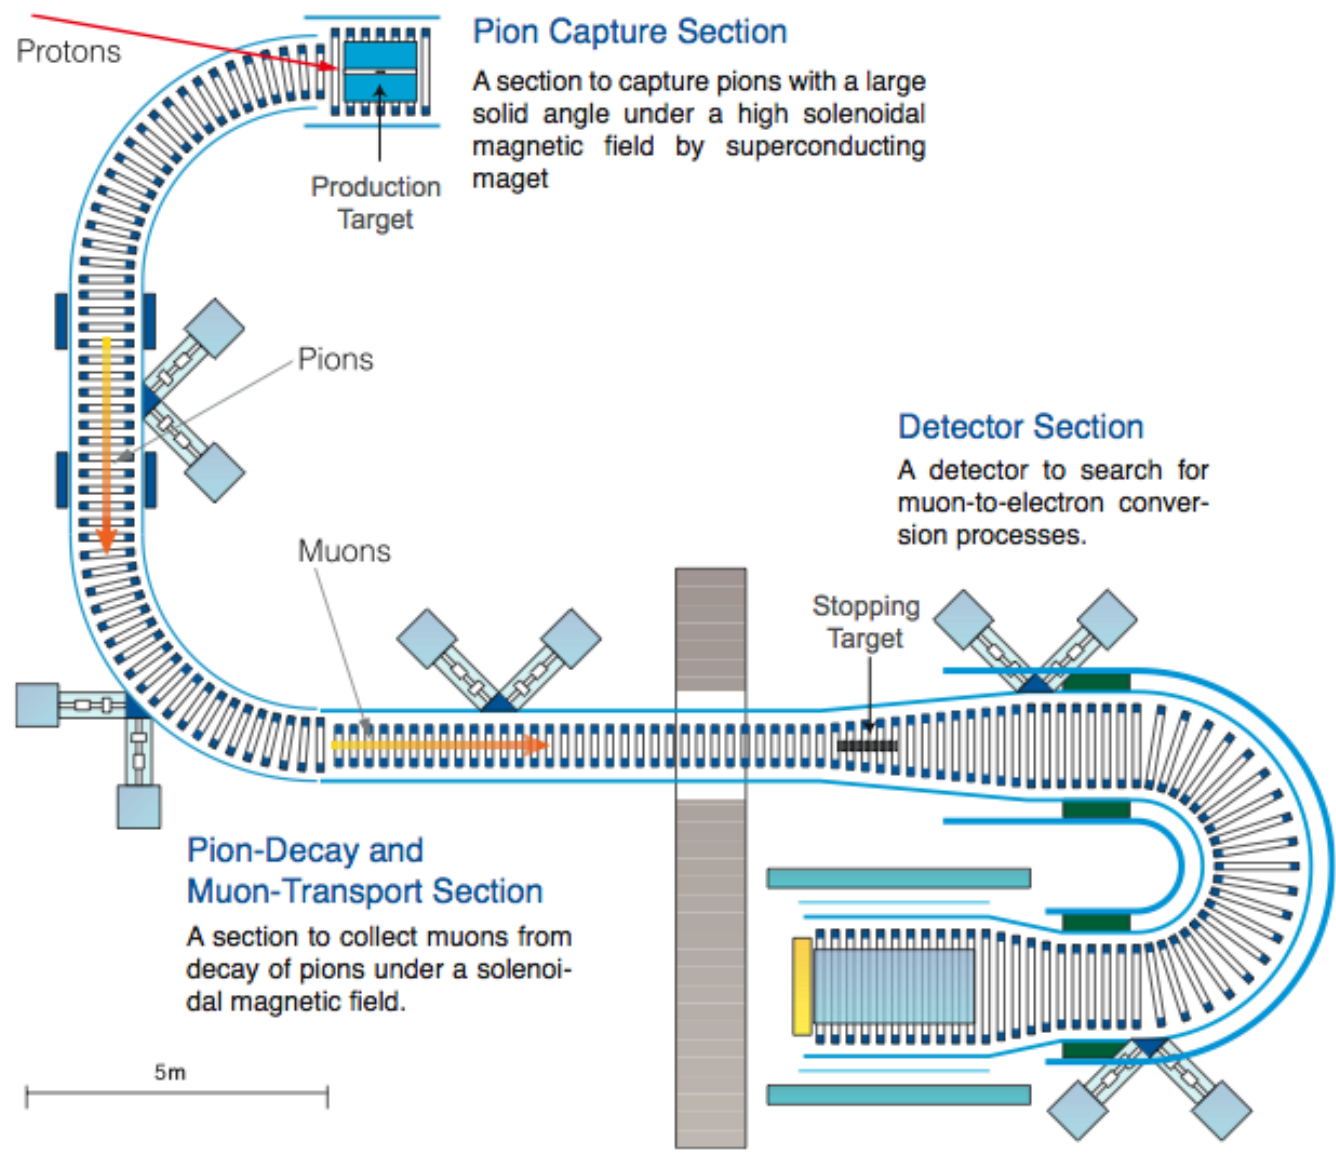 Protons
Pion Capture Section
A section to capture pions with a large
solid angle under a high solenoidal
magnetic field by superconducting
maget
Production
Target
Pions
Detector Section
A detector to search for
muon-to-electron conver-
sion processes.
Muons
Stopping
Target
Pion-Decay and
Muon-Transport Section
A section to collect muons from
decay of pions under a solenoi-
dal magnetic field.
5m